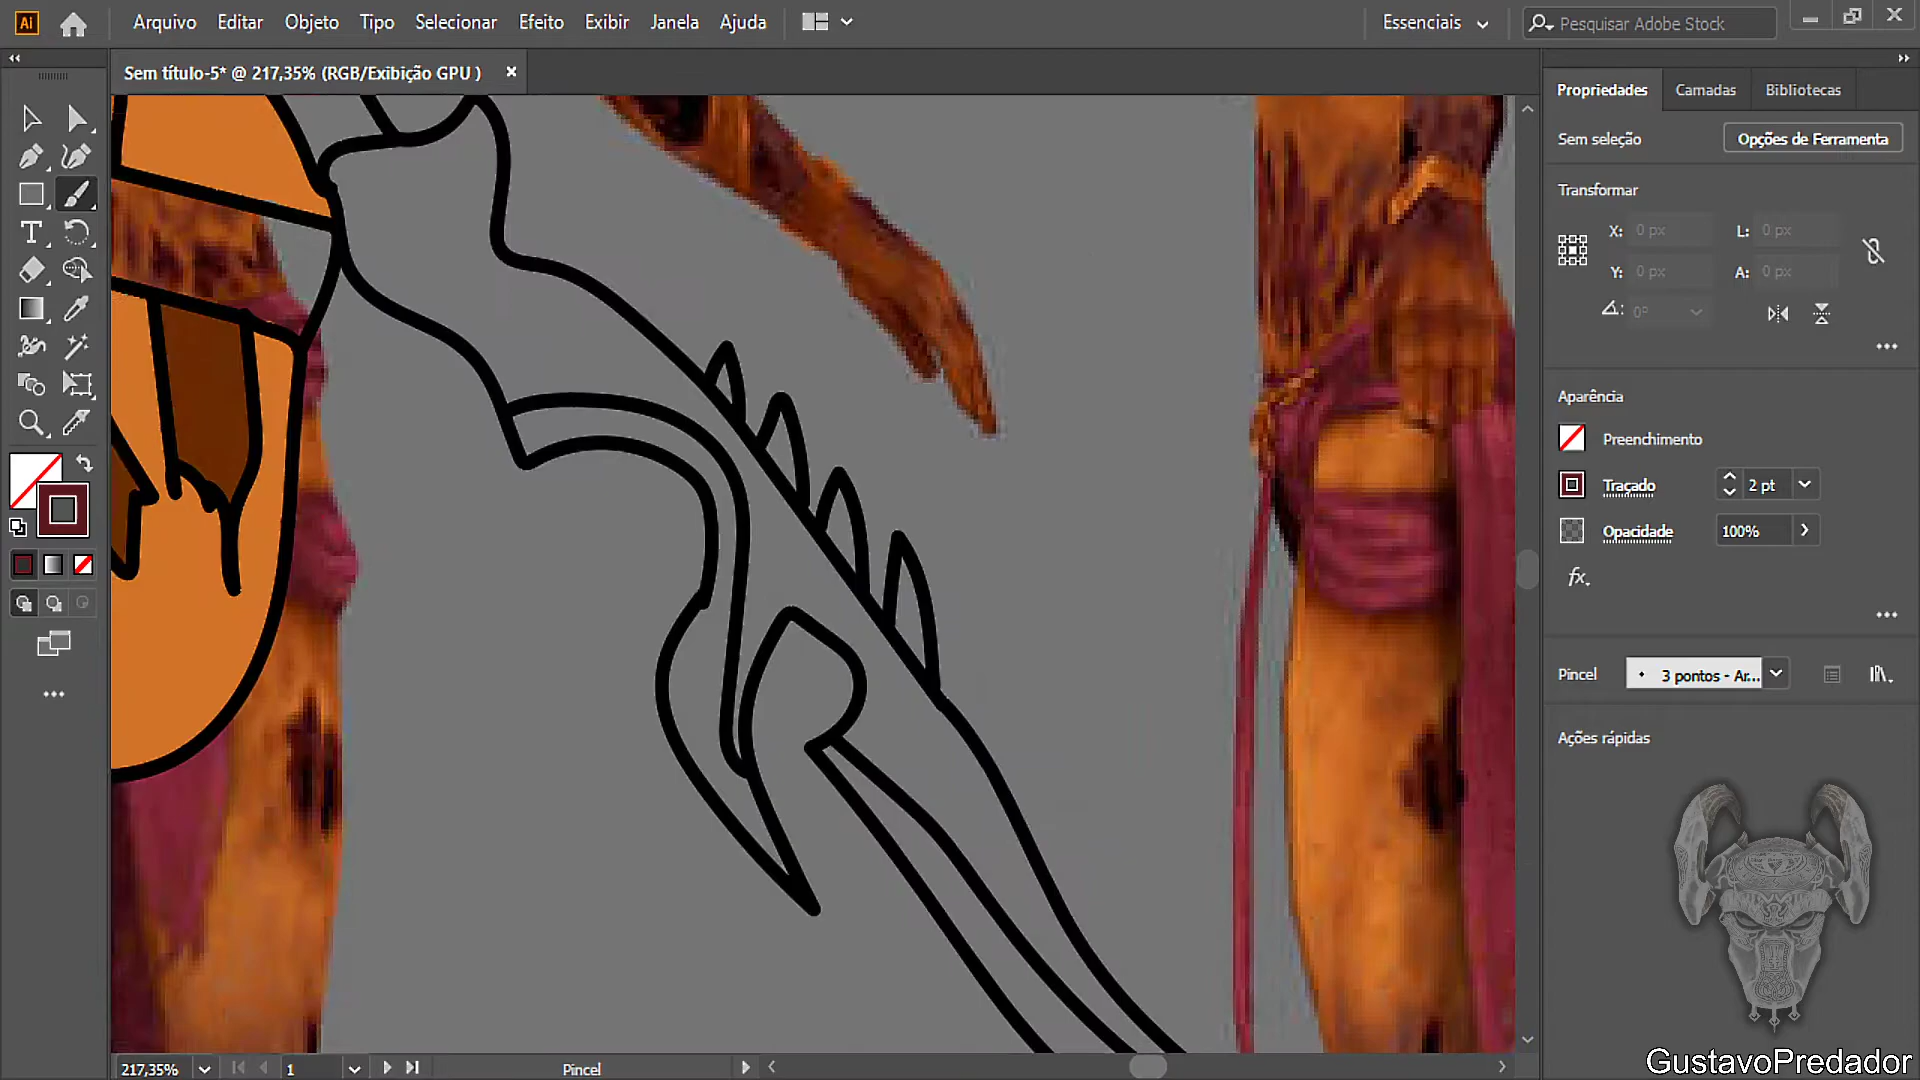 Ai Arquivo Editar Objeto Tipo Selecionar Efeito Exibir Janela Ajuda Essenciais Pesquisar Adobe Stock
Sem título-5* @ 217,35% (RGB/Exibição GPU )
Propriedades Camadas Bibliotecas
Sem seleção Opções de Ferramenta
Transformar
X: 0 px L: 0 px
Y: 0 px A: 0 px
0°
Aparência
Preenchimento
Traçado 2 pt
Opacidade 100%
fx.
Pincel 3 pontos - Ar...
Ações rápidas
217,35% 1 Pincel
GustavoPredador